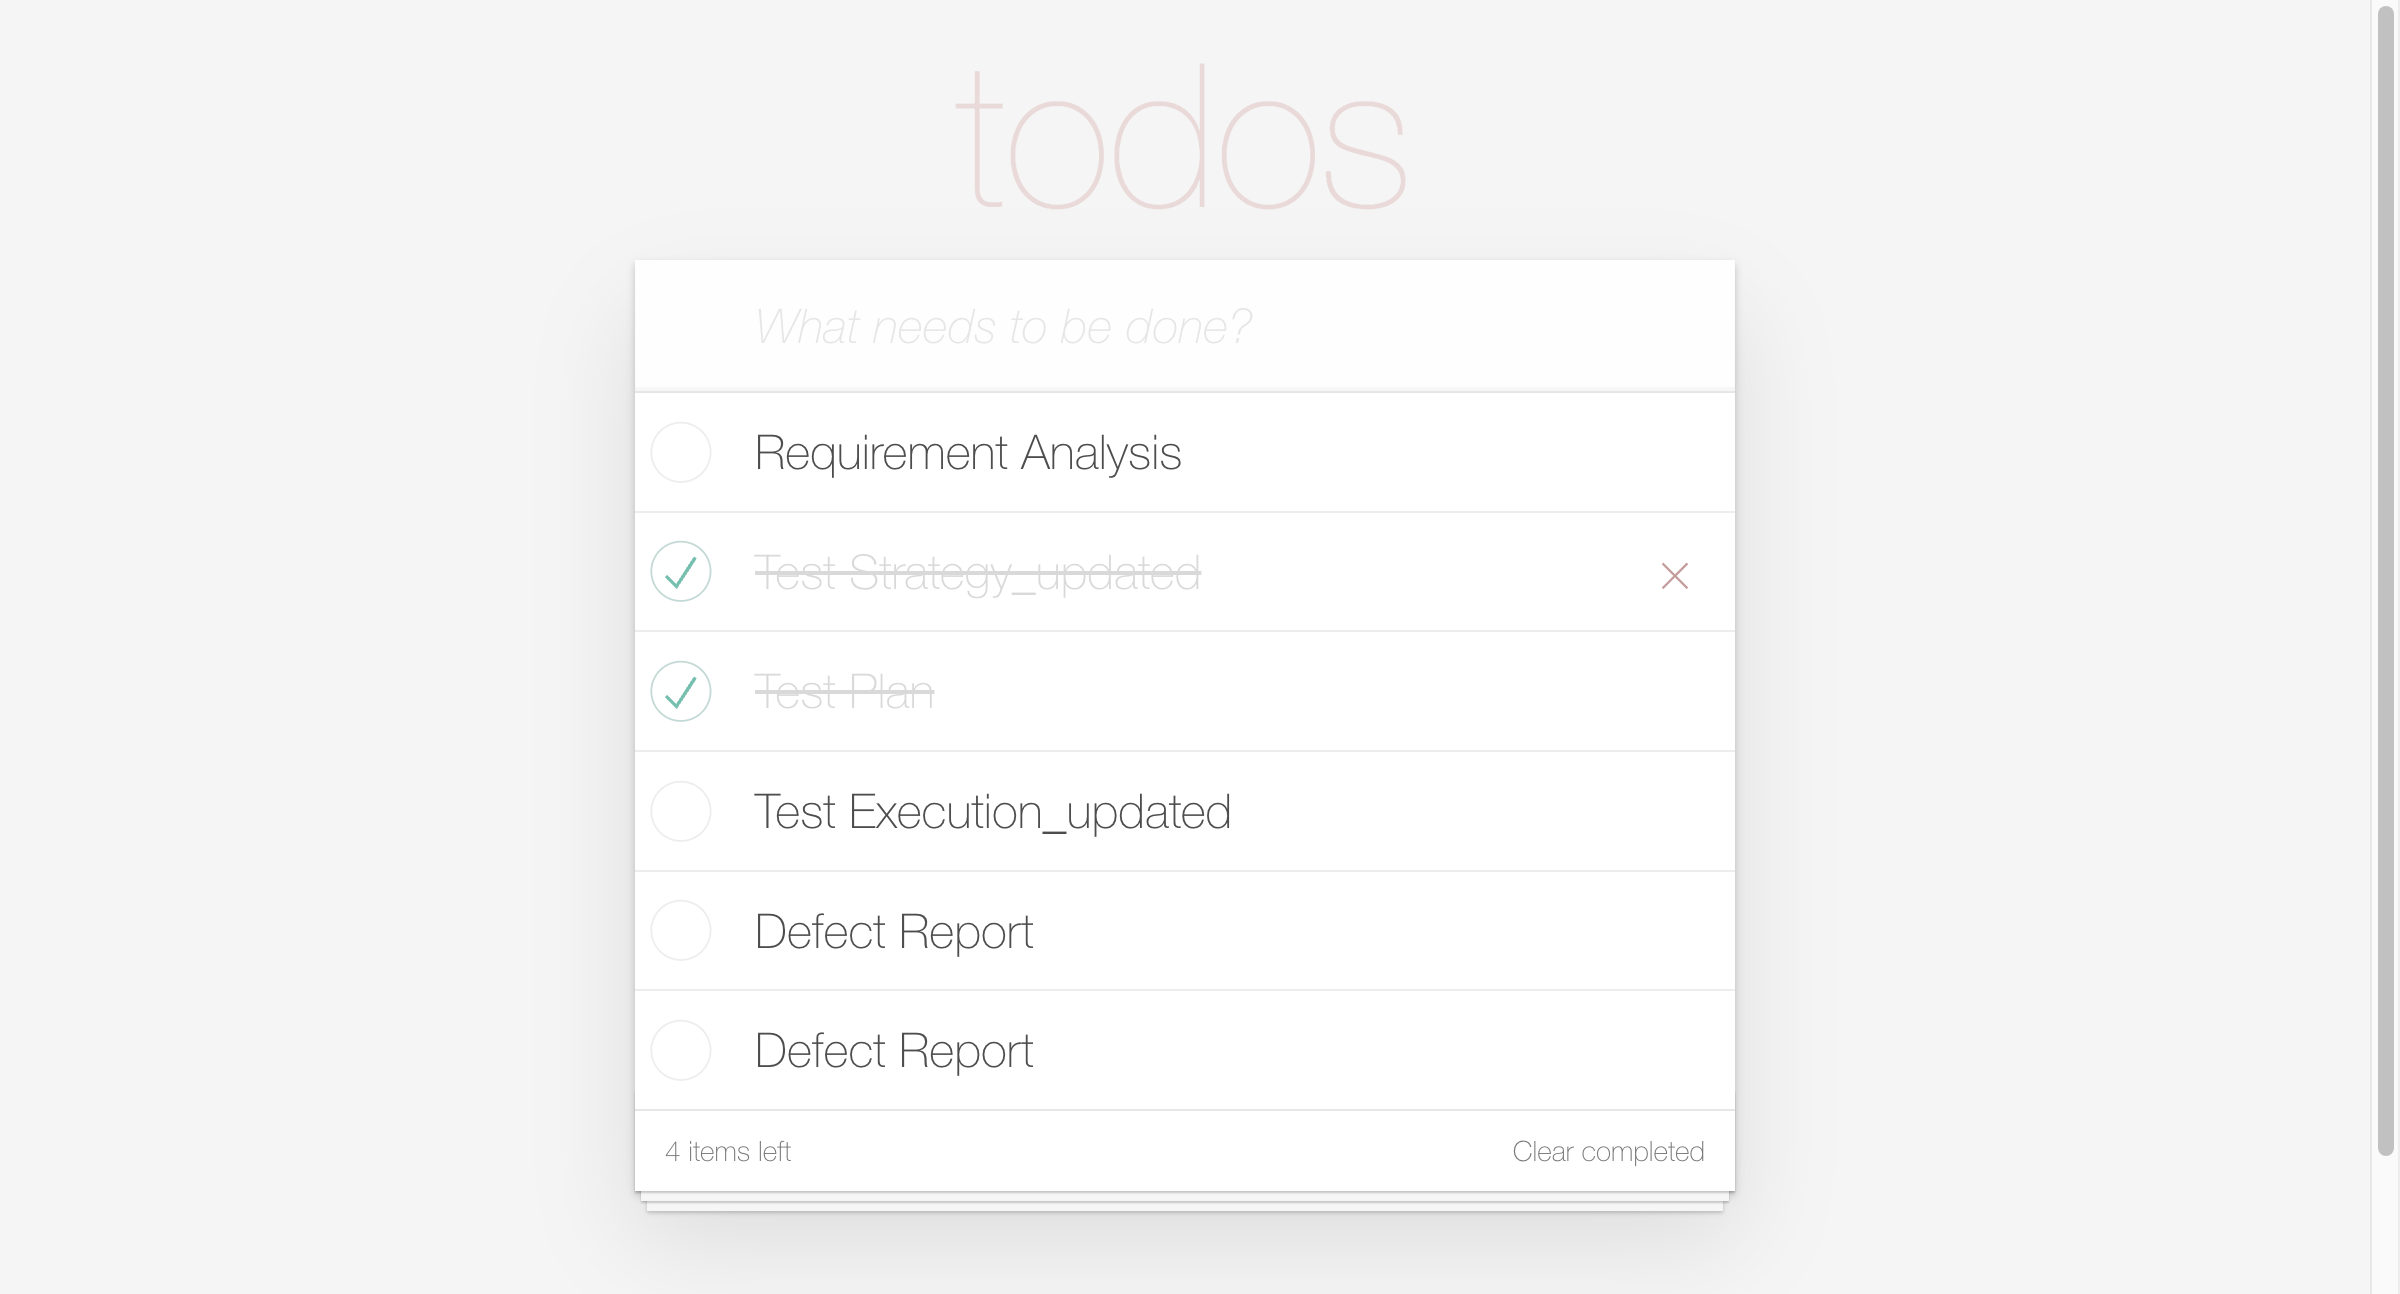 todos
What needs to be done?
Requirement Analysis
Test Strategy_updated
Test Plan
Test Execution_updated
Defect Report
Defect Report
4 items left
Clear completed